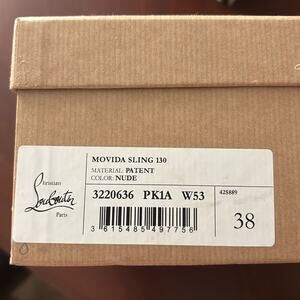 MOVIDA SLING 130
MATERIAL: PATENT
COLOR: NUDE
Christian
Louboutin
Paris
3220636 PK1A W53
425889
3 615485 497756
38